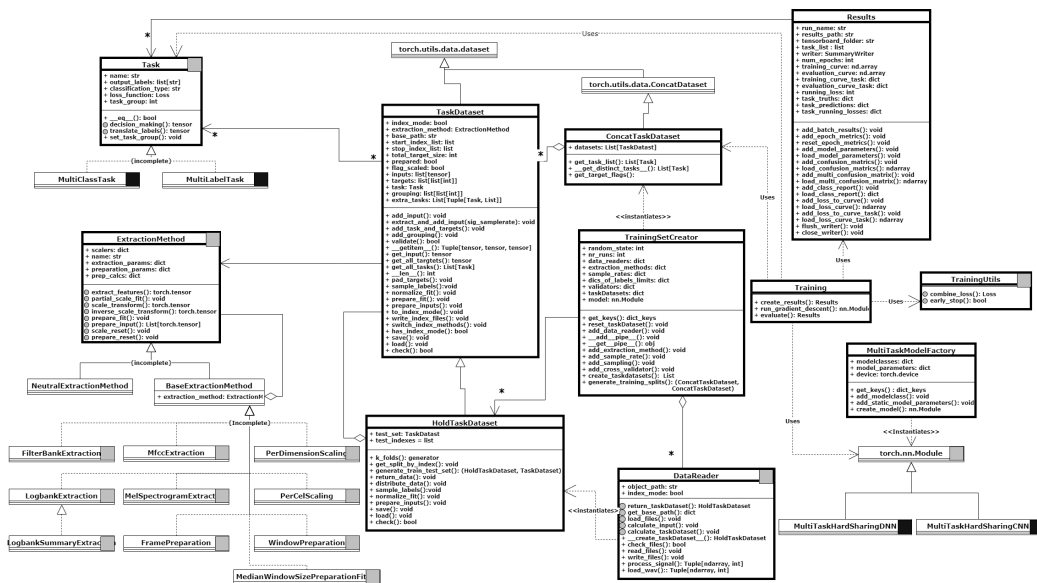 Results
+ run_name: str
+ results_path: str
+ tensorboard_folder: str
+ task_list : list
+ writer: SummaryWriter
+ num_epochs: int
+ training_curve: nd.array
+ evaluation_curve: nd.array
+ training_curve_task: dict
+ evaluation_curve_task: dict
+ running_loss: int
+ task_truths: dict
+ task_predictions: dict
+ task_running_losses: dict
+ add_batch_results(): void
+ add_epoch_metrics(): void
+ reset_epoch_metrics(): void
+ add_model_parameters(): void
+ load_model_parameters(): void
+ add_confusion_matrics(): void
+ load_confusion_matrics(): ndarray
+ add_multi_confusion_matrix(): void
+ load_multi_confusion_matrix(): ndarray
+ add_class_report(): void
+ load_class_report(): dict
+ add_loss_to_curve(): void
+ load_loss_curve(): ndarray
+ add_loss_to_curve_task(): void
+ load_loss_curve_task(): ndarray
+ flush_writer(): void
+ close_writer(): void
*
Uses
torch.utils.data.dataset
torch.utils.data.ConcatDataset
Task
+ name: str
+ output_labels: list[str]
+ classification_type: str
+ loss_function: Loss
+ task_group: int
+ __eq__(): bool
decision_making(): tensor
translate_labels(): tensor
+ set_task_group(): void
*
(incomplete)
MultiClassTask
MultiLabelTask
TaskDataset
+ index_mode: bool
+ extraction_method: ExtractionMethod
+ base_path: str
+ start_index_list: list
+ stop_index_list: list
+ total_target_size: int
+ prepared: bool
+ flag_scaled: bool
+ inputs: list[tensor]
+ targets: list[list[int]]
+ task: Task
+ grouping: list[list[int]]
+ extra_tasks: List[Tuple[Task, List]]
+ add_input(): void
+ extract_and_add_input(sig_samplerate): void
+ add_task_and_targets(): void
+ add_grouping(): void
+ validate(): bool
+ __getitem__(): Tuple[tensor, tensor, tensor]
+ get_input(): tensor
+ get_all_targtets(): tensor
+ get_all_tasks(): List[Task]
+ __len__(): int
+ pad_targets(): void
+ sample_labels():void
+ normalize_fit(): void
+ prepare_fit(): void
+ prepare_inputs(): void
+ to_index_mode(): void
+ write_index_files(): void
+ switch_index_methods(): void
+ has_index_mode(): bool
+ save(): void
+ load(): void
+ check(): bool
*
*
ConcatTaskDataset
+ datasets: List[TaskDatast]
+ get_task_list(): List[Task]
+ __get_distinct_tasks__(): List[Task]
+ get_target_flags():
<<instantiates>>
Uses
Uses
TrainingSetCreator
+ random_state: int
+ nr_runs: int
+ data_readers: dict
+ extraction_methods: dict
+ sample_rates: dict
+ dics_of_labels_limits: dict
+ validators: dict
+ taskDatasets: dict
+ model: nn.Module
+ get_keys(): dict_keys
+ reset_taskDataset(): void
+ add_data_reader(): void
+ __add__pipe__(): void
+ __get__pipe__(): obj
+ add_extraction_method(): void
+ add_sample_rate(): void
+ add_sampling(): void
+ add_cross_validator(): void
+ create_taskdatasets(): List
+ generate_training_splits(): (ConcatTaskDataset,
ConcatTaskDataset)
*
*
Training
+ create_results(): Results
+ run_gradient_descent(): nn.Module
+ evaluate(): Results
Uses
TrainingUtils
combine_loss(): Loss
early_stop(): bool
Uses
MultiTaskModelFactory
+ modelclasses: dict
+ model_parameters: dict
+ device: torch.device
+ get_keys() : dict_keys
+ add_modelclass(): void
+ add_static_model_parameters(): void
+ create_model(): nn.Module
<<Instantiates>>
torch.nn.Module
MultiTaskHardSharingDNN
MultiTaskHardSharingCNN
ExtractionMethod
+ scalers: dict
+ name: str
+ extraction_params: dict
+ preparation_params: dict
+ prep_calcs: dict
extract_features(): torch.tensor
partial_scale_fit(): void
scale_transform(): torch.tensor
inverse_scale_transform(): torch.tensor
prepare_fit(): void
prepare_input(): List[torch.tensor]
scale_reset(): void
prepare_reset(): void
(incomplete)
NeutralExtractionMethod
BaseExtractionMethod
+ extraction_method: ExtractionM
(Incomplete)
FilterBankExtraction
MfccExtraction
PerDimensionScaling
LogbankExtraction
MelSpectrogramExtract
PerCelScaling
LogbankSummaryExtrac
FramePreparation
WindowPreparation
MedianWindowSizePreparationFit
HoldTaskDataset
+ test_set: TaskDatast
+ test_indexes = list
+ k_folds(): generator
+ get_split_by_index(): void
+ generate_train_test_set(): (HoldTaskDataset, TaskDataset)
+ return_data(): void
+ distribute_data(): void
+ sample_labels():void
+ normalize_fit(): void
+ prepare_inputs(): void
+ save(): void
+ load(): void
+ check(): bool
<<instantiates>>
DataReader
+ object_path: str
+ index_mode: bool
return_taskDataset(): HoldTaskDataset
get_base_path(): dict
load_files(): void
calculate_input(): void
calculate_taskDataset(): void
+ __create_taskDataset__(): HoldTaskDataset
+ check_files(): bool
+ read_files(): void
+ write_files(): void
+ process_signal(): Tuple[ndarray, int]
+ load_wav(): Tuple[ndarray, int]